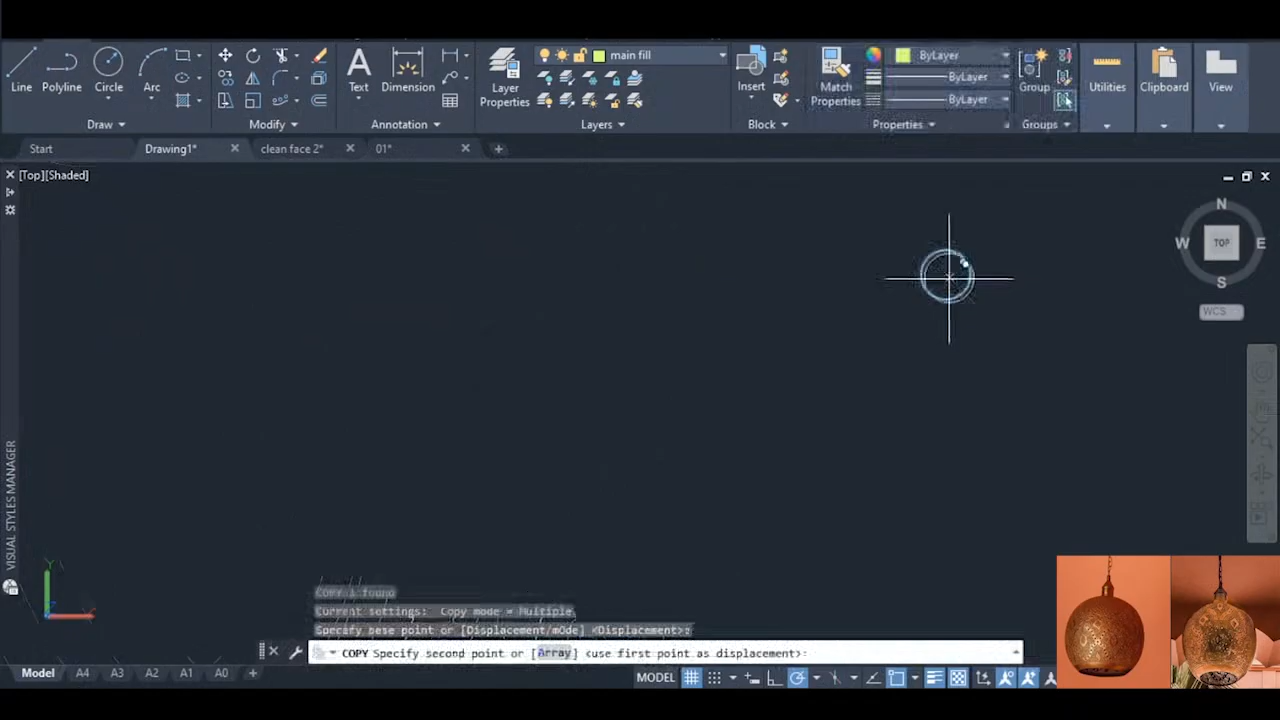 main fill
ByLayer
Line Polyline Circle Arc
Text Dimension
Layer Properties
Insert
Match Properties
ByLayer
ByLayer
Group
Utilities
Clipboard
View
Draw Modify Annotation Layers Block Properties Groups
Start Drawing1* clean face 2* 01*
[Top][Shaded]
N
W TOP E
S
WCS
VISUAL STYLES MANAGER
Y
X
COPY 1 found
Current settings: Copy mode = Multiple
Specify base point or [Displacement/mOde] <Displacement>:
COPY Specify second point or [Array] <use first point as displacement>:
Model A4 A3 A2 A1 A0
MODEL